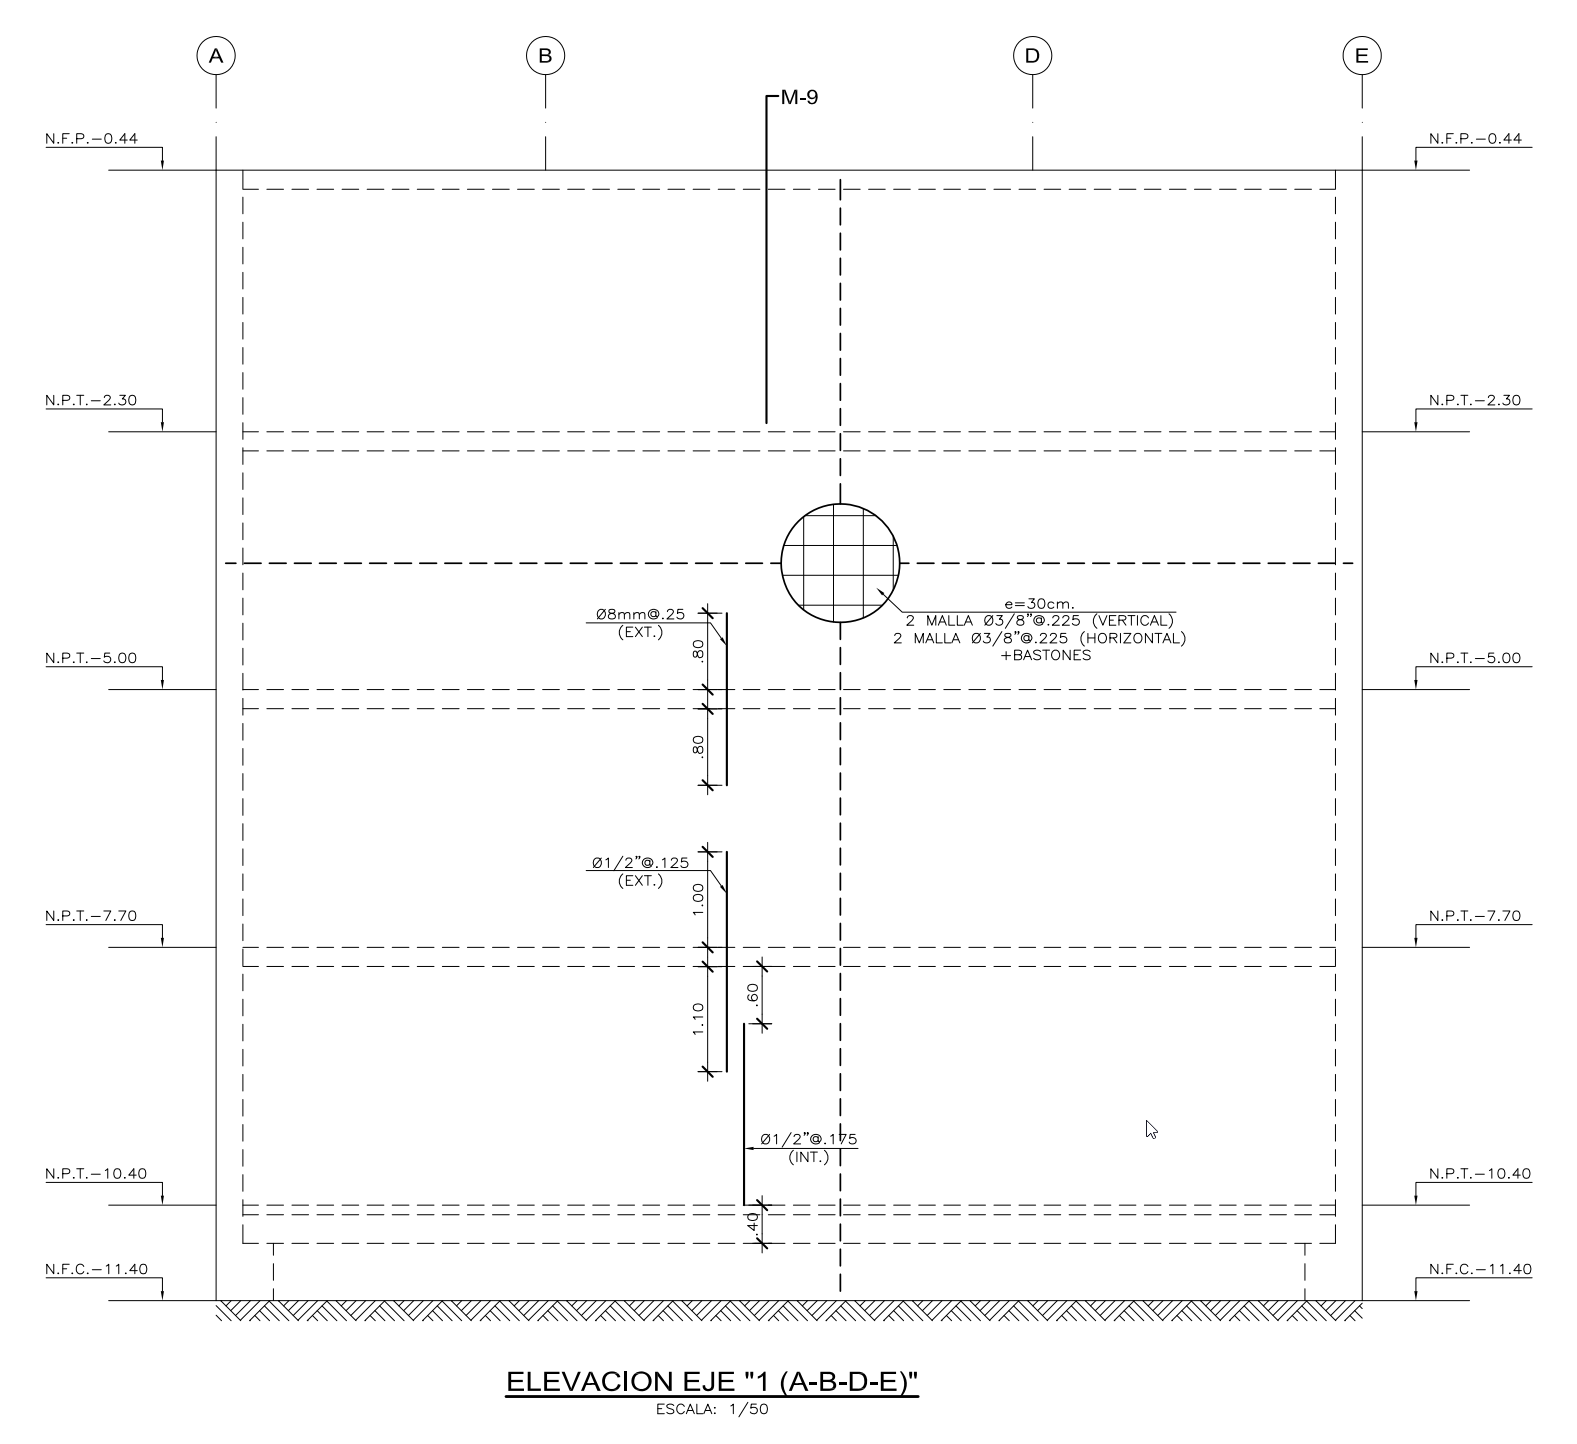 A
B
D
E
M-9
N.F.P.-0.44
N.F.P.-0.44
N.P.T.-2.30
N.P.T.-2.30
Ø8mm@.25
(EXT.)
.80
e=30cm.
2 MALLA Ø3/8"@.225 (VERTICAL)
2 MALLA Ø3/8"@.225 (HORIZONTAL)
+BASTONES
N.P.T.-5.00
N.P.T.-5.00
.80
Ø1/2"@.125
(EXT.)
1.00
N.P.T.-7.70
N.P.T.-7.70
.60
1.10
Ø1/2"@.175
(INT.)
N.P.T.-10.40
N.P.T.-10.40
.40
N.F.C.-11.40
N.F.C.-11.40
ELEVACION EJE "1 (A-B-D-E)"
ESCALA: 1/50